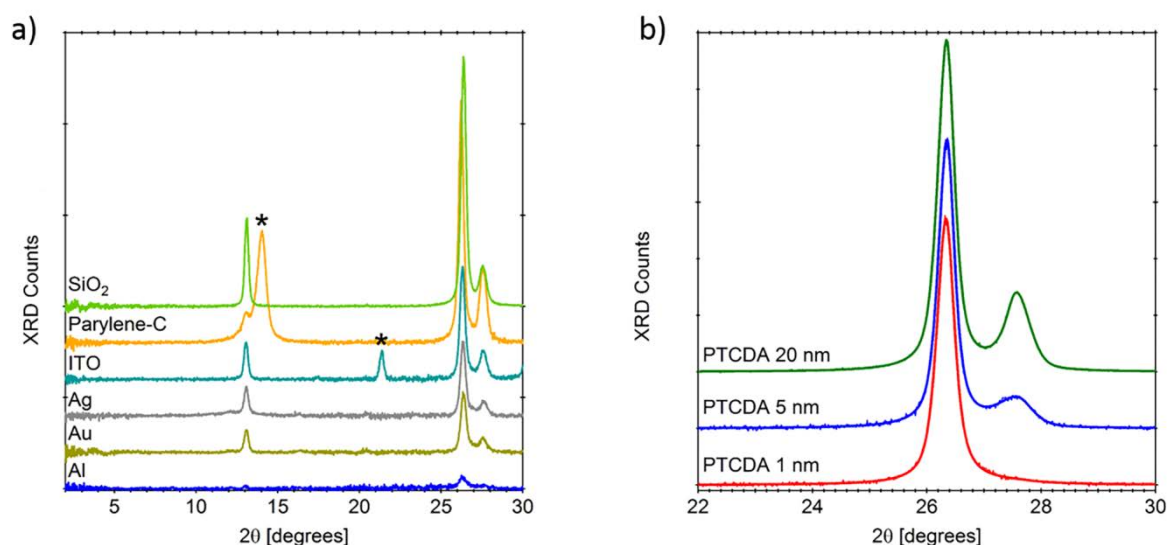 a)
XRD Counts
SiO₂
*
Parylene-C
*
ITO
Ag
Au
Al
5 10 15 20 25 30
2θ [degrees]
b)
XRD Counts
PTCDA 20 nm
PTCDA 5 nm
PTCDA 1 nm
22 24 26 28 30
2θ [degrees]